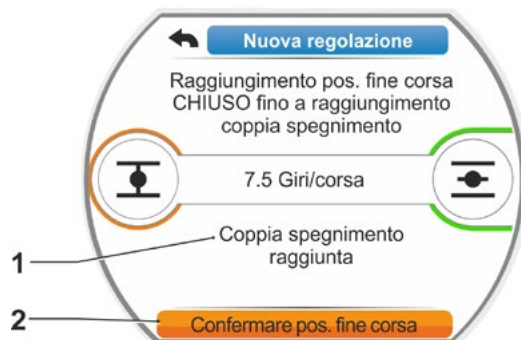 Nuova regolazione
Raggiungimento pos. fine corsa
CHIUSO fino a raggiungimento
coppia spegnimento
7.5 Giri/corsa
1
Coppia spegnimento
raggiunta
2
Confermare pos. fine corsa